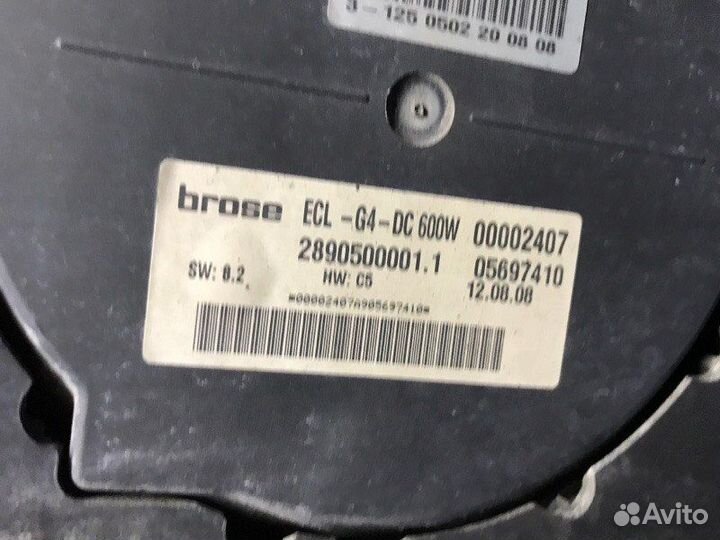 3-125 0502 20 08 08
brose ECL -G4-DC 600W 00002407
2890500001.1 05697410
SW: 8.2 HW: C5 12.08.08
*00002407A905697410*
Avito